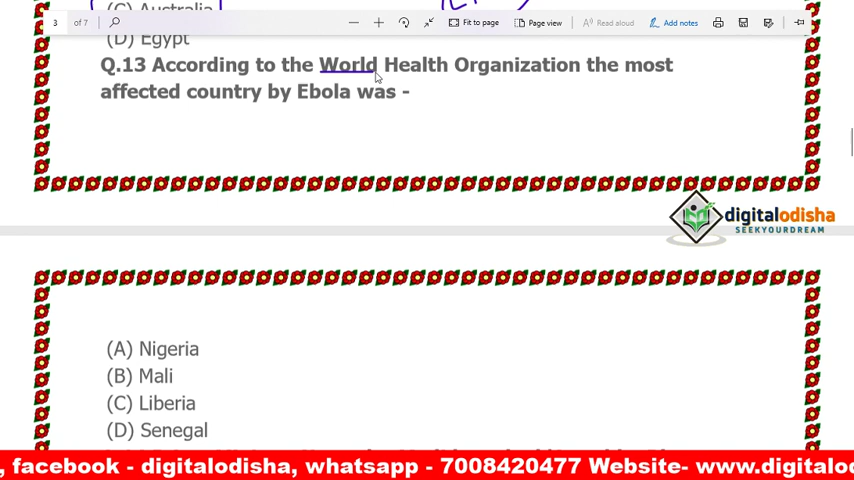 (C) Australia
3 of 7 Fit to page Page view Read aloud Add notes
(D) Egypt
Q.13 According to the World Health Organization the most
affected country by Ebola was -
digitalodisha
SEEKYOURDREAM
(A) Nigeria
(B) Mali
(C) Liberia
(D) Senegal
, facebook - digitalodisha, whatsapp - 7008420477 Website- www.digitalo